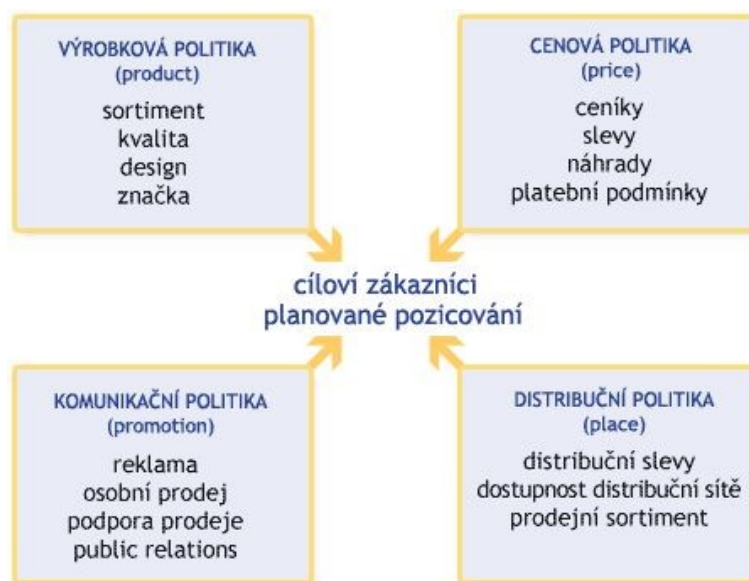 VÝROBKOVÁ POLITIKA
(product)
sortiment
kvalita
design
značka
CENOVÁ POLITIKA
(price)
ceníky
slevy
náhrady
platební podmínky
cíloví zákazníci
planované pozicování
KOMUNIKAČNÍ POLITIKA
(promotion)
reklama
osobní prodej
podpora prodeje
public relations
DISTRIBUČNÍ POLITIKA
(place)
distribuční slevy
dostupnost distribuční sítě
prodejní sortiment